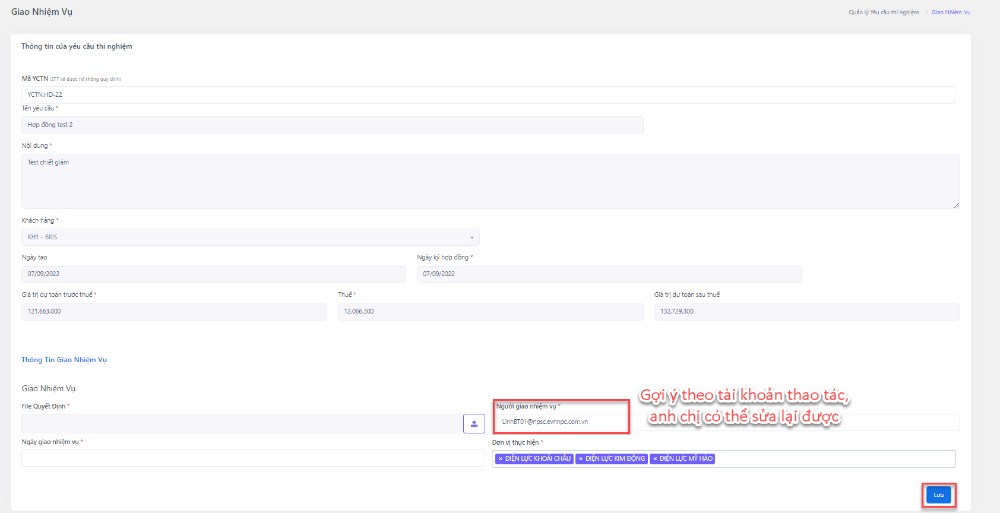 Giao Nhiệm Vụ
Quản lý Yêu cầu thí nghiệm / Giao Nhiệm Vụ
Thông tin của yêu cầu thí nghiệm
Mã YCTN (STT sẽ được hệ thống quy định)
YCTN.HD-22
Tên yêu cầu *
Hợp đồng test 2
Nội dung *
Test chiết giảm
Khách hàng *
KH1 - BKIS
Ngày tạo
Ngày ký hợp đồng *
07/09/2022
07/09/2022
Giá trị dự toán trước thuế *
Thuế *
Giá trị dự toán sau thuế
121.663.000
12.066.300
132.729.300
Thông Tin Giao Nhiệm Vụ
Giao Nhiệm Vụ
File Quyết Định *
Người giao nhiệm vụ *
LinhBT01@npsc.evnnpc.com.vn
Gợi ý theo tài khoản thao tác,
anh chị có thể sửa lại được
Ngày giao nhiệm vụ *
Đơn vị thực hiện *
× ĐIỆN LỰC KHOÁI CHÂU × ĐIỆN LỰC KIM ĐỘNG × ĐIỆN LỰC MỸ HÀO
Lưu